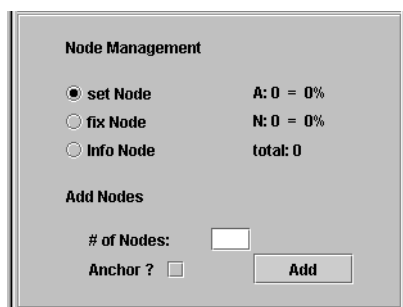 Node Management
set Node A: 0 = 0%
fix Node N: 0 = 0%
Info Node total: 0
Add Nodes
# of Nodes:
Anchor ? Add